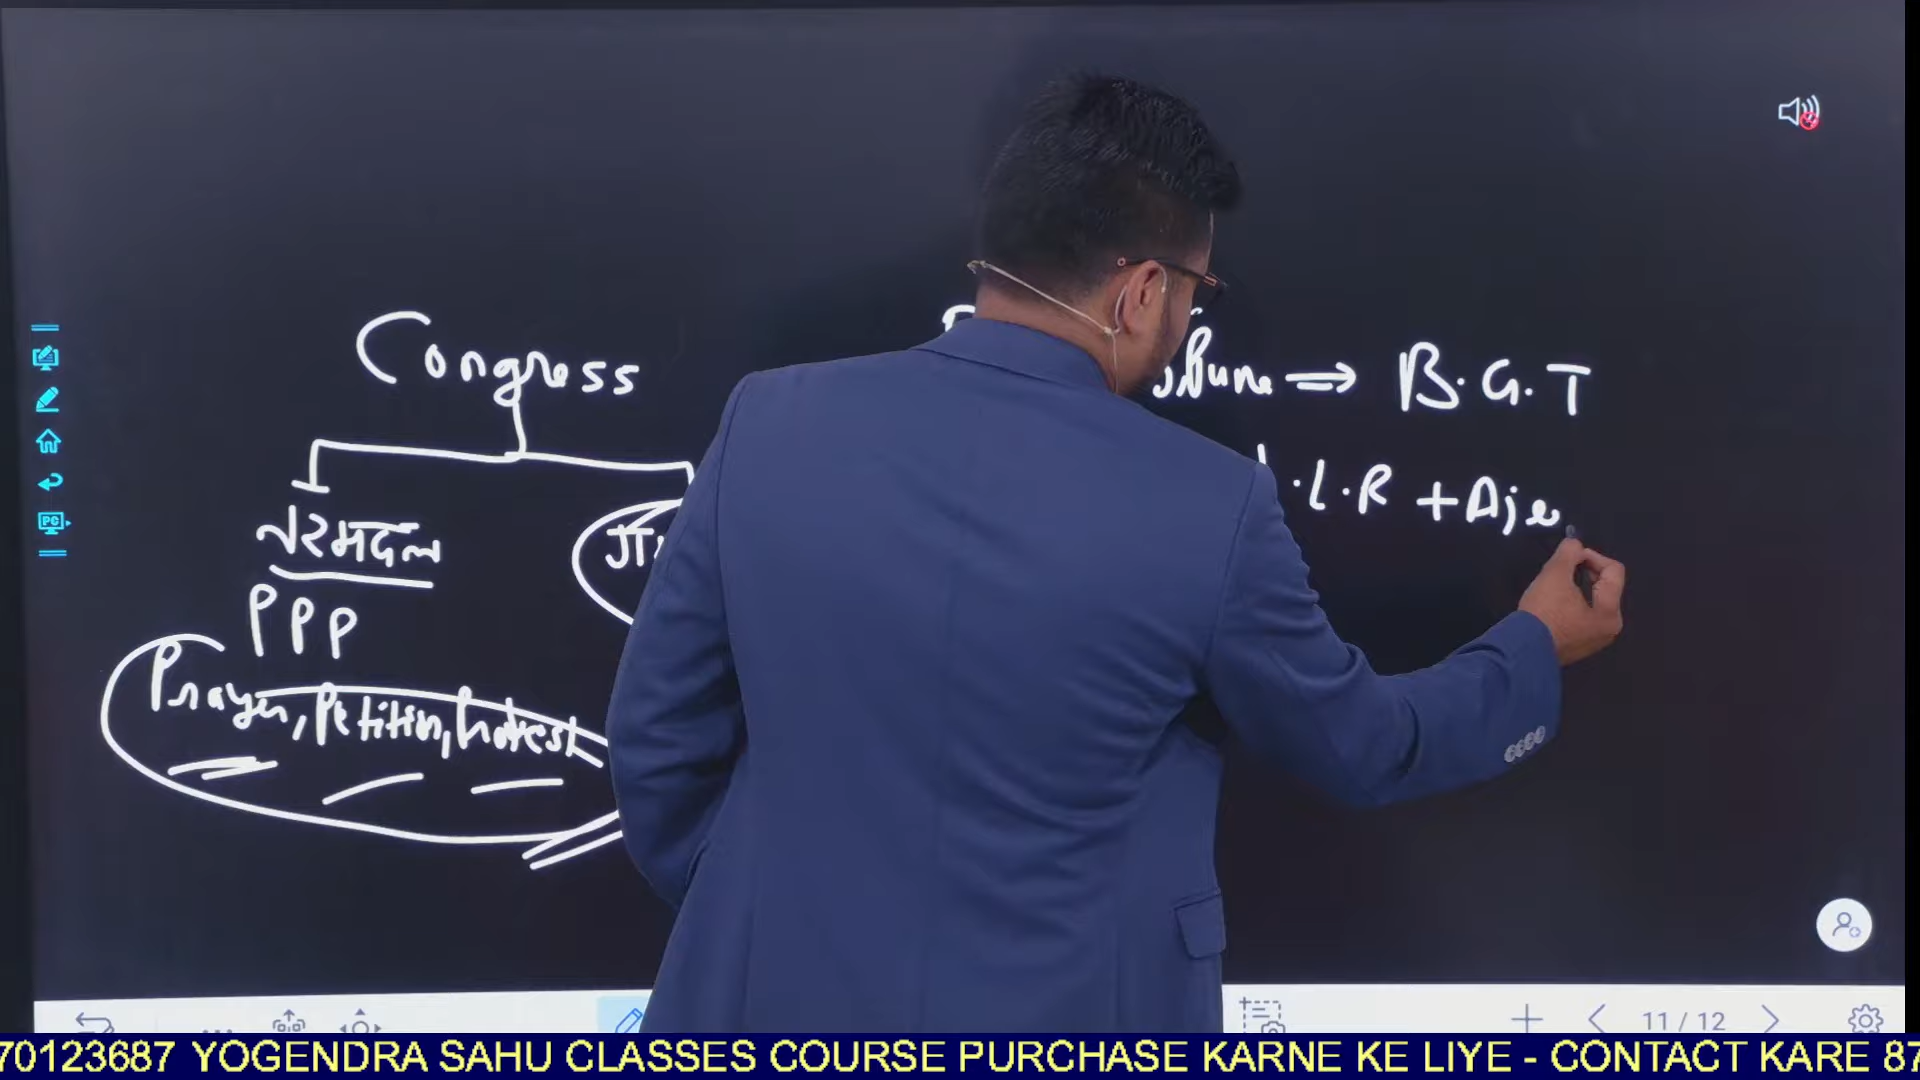 Congress
Pune ⇒ B.G.T
.L.R + Aje
नरमदल
PPP
Prayer, Petition, Protest
11 / 12
70123687 YOGENDRA SAHU CLASSES COURSE PURCHASE KARNE KE LIYE - CONTACT KARE 87